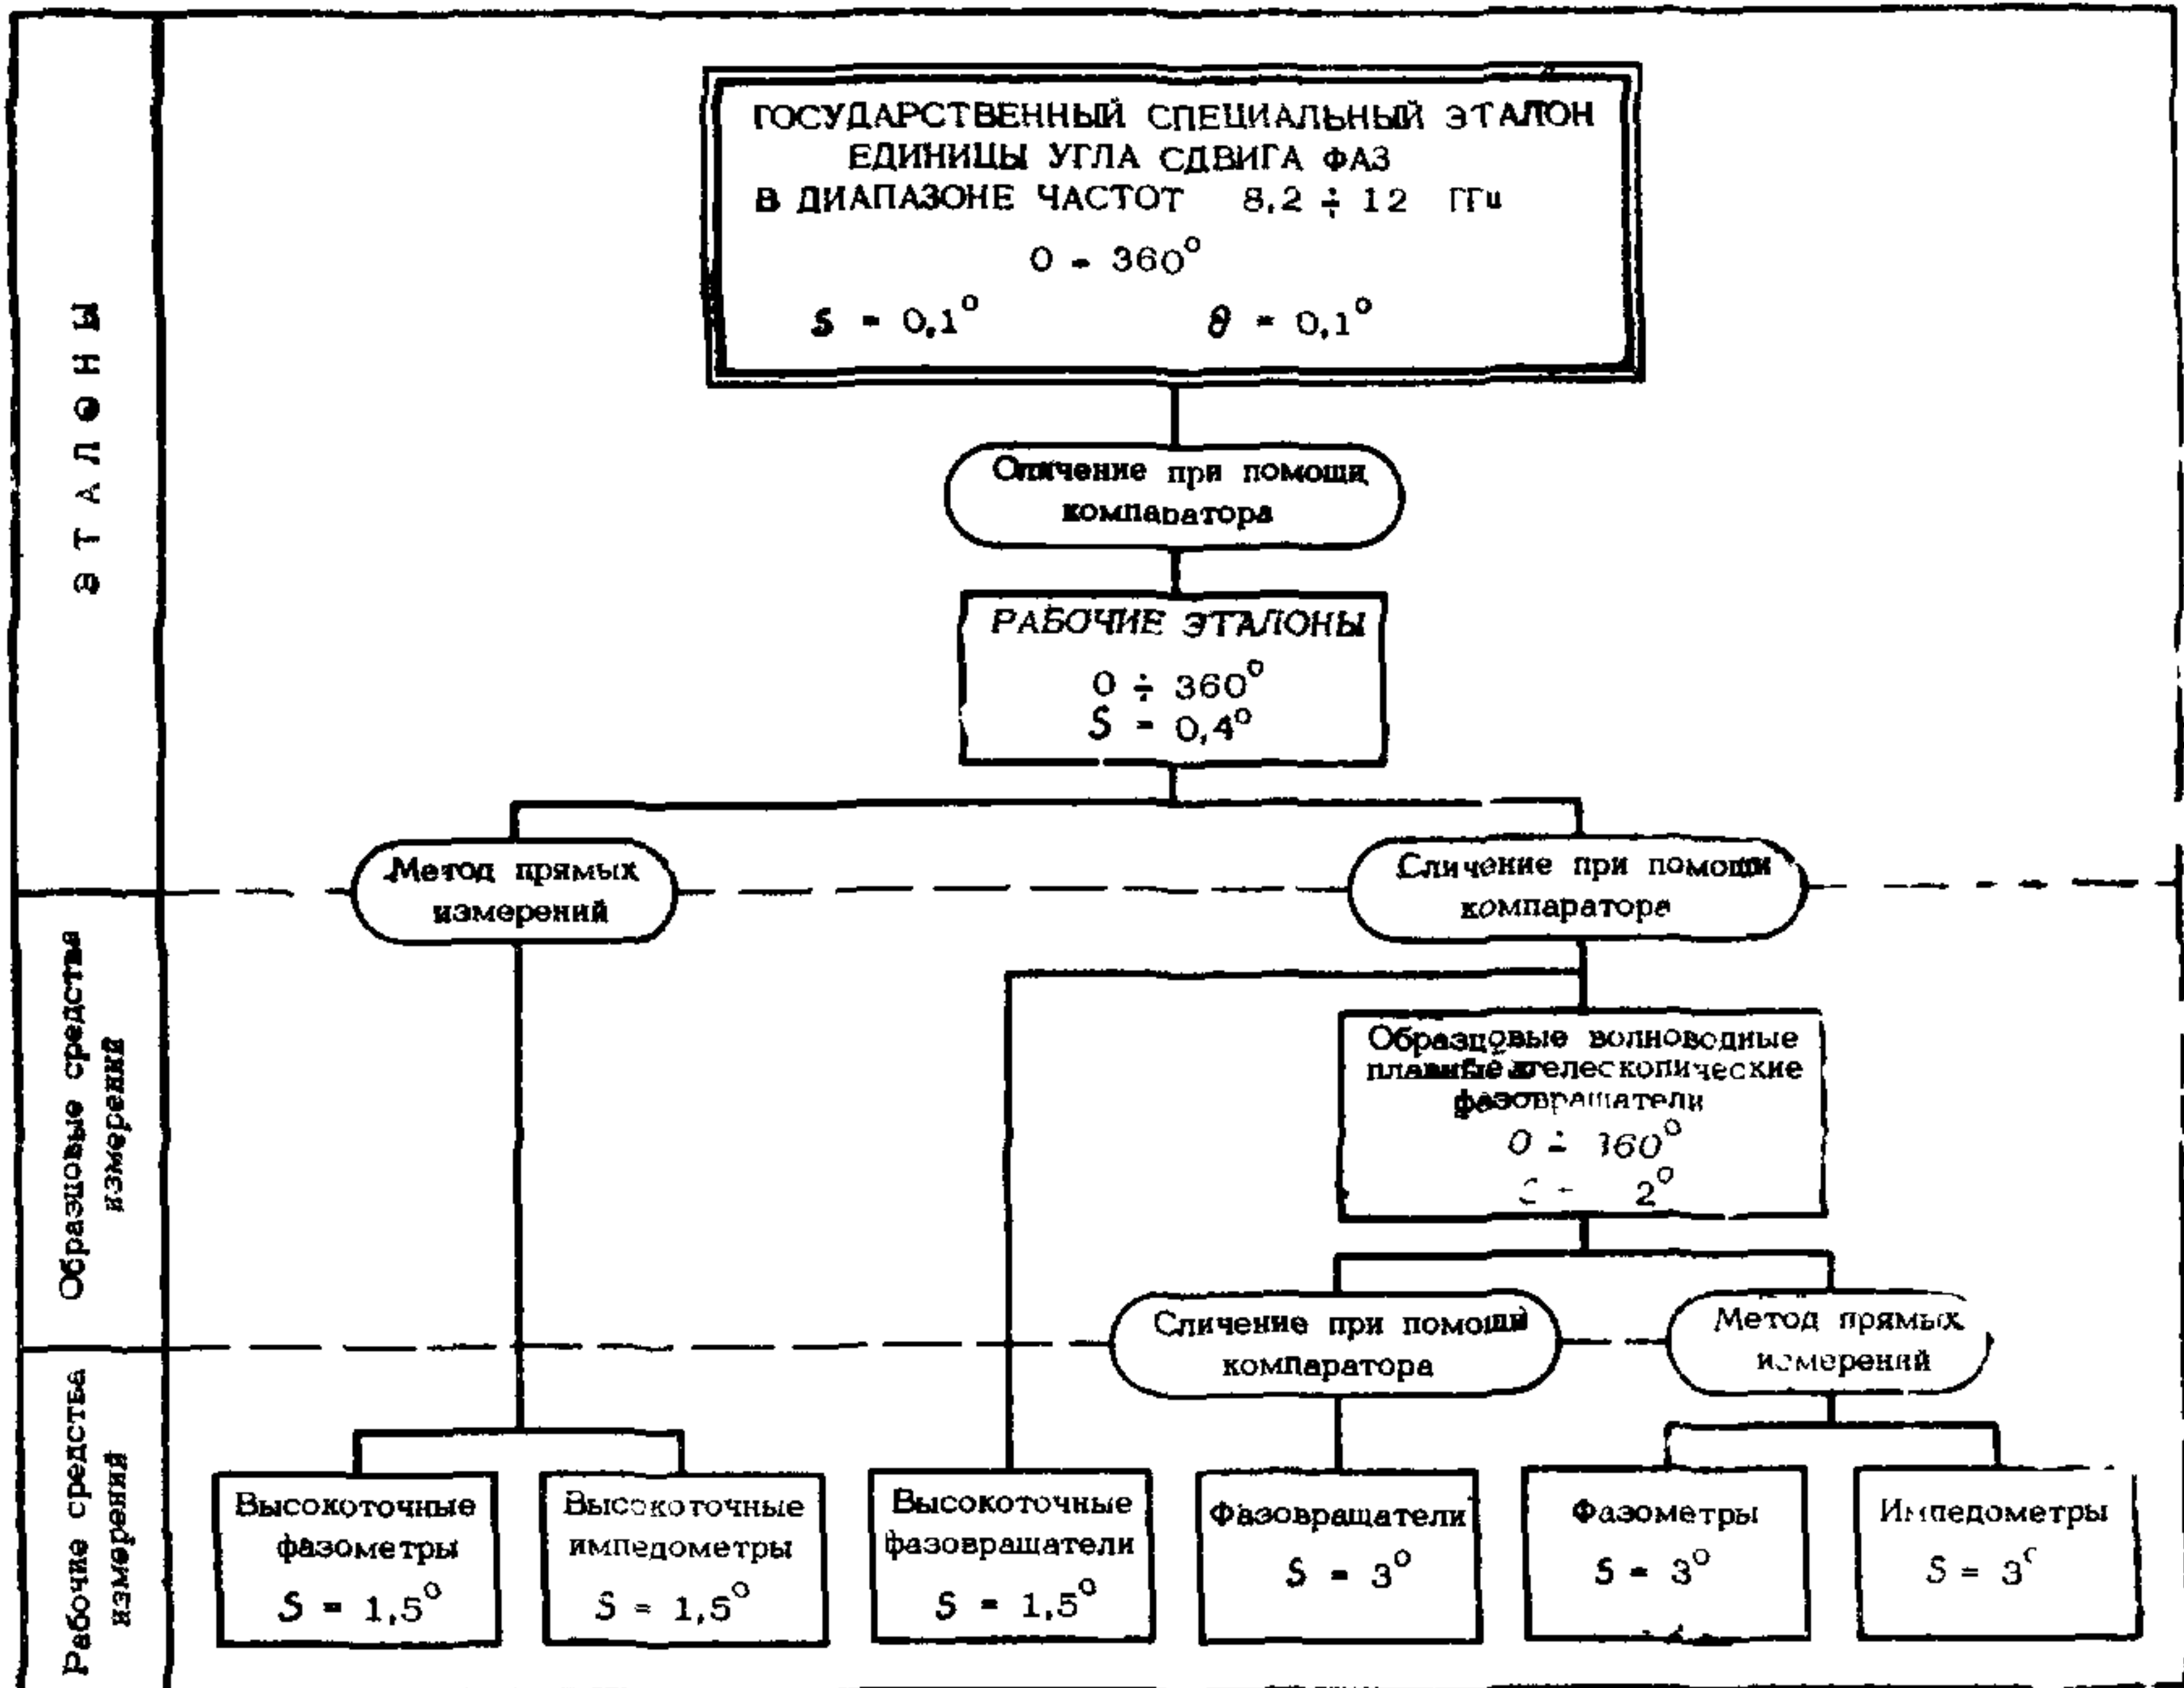 ГОСУДАРСТВЕННЫЙ СПЕЦИАЛЬНЫЙ ЭТАЛОН
ЕДИНИЦЫ УГЛА СДВИГА ФАЗ
В ДИАПАЗОНЕ ЧАСТОТ 8,2 ÷ 12 ГГц
0 - 360°
S = 0,1° θ = 0,1°
Сличение при помощи
компаратора
РАБОЧИЕ ЭТАЛОНЫ
0 ÷ 360°
S = 0,4°
Метод прямых
измерений
Сличение при помощи
компаратора
Образцовые волноводные
телескопические
фазовращатели
0 ÷ 360°
2°
Сличение при помощи
компаратора
Метод прямых
измерений
Высокоточные
фазометры
S = 1,5°
Высокоточные
импедометры
S = 1,5°
Высокоточные
фазовращатели
S = 1,5°
Фазовращатели
S = 3°
Фазометры
S = 3°
Импедометры
S = 3°
ЭТАЛОНЫ
Образцовые средства
измерений
Рабочие средства
измерений